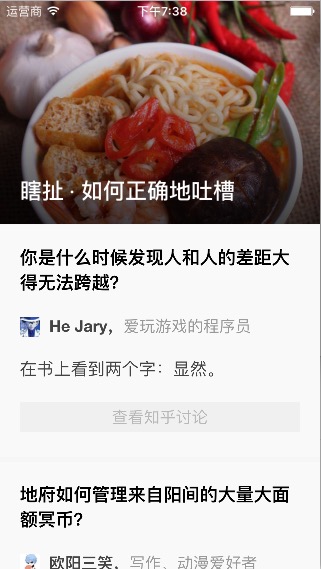 运营商 下午7:38
瞎扯 · 如何正确地吐槽
你是什么时候发现人和人的差距大
得无法跨越?
He Jary，爱玩游戏的程序员
在书上看到两个字：显然。
查看知乎讨论
地府如何管理来自阳间的大量大面
额冥币?
欧阳三笑，写作、动漫爱好者